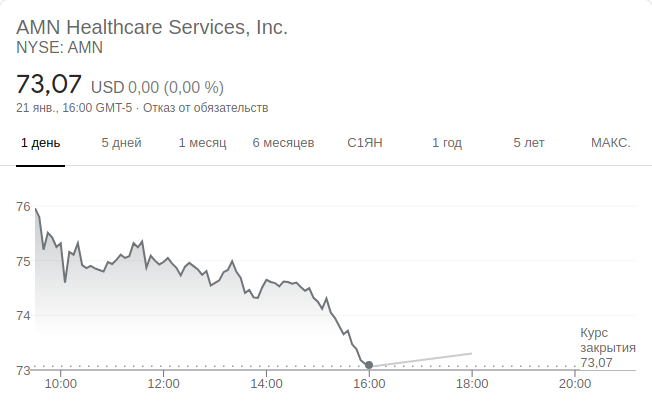 AMN Healthcare Services, Inc.
NYSE: AMN
73,07 USD 0,00 (0,00 %)
21 янв., 16:00 GMT-5 · Отказ от обязательств
1 день 5 дней 1 месяц 6 месяцев С1ЯН 1 год 5 лет МАКС.
76
75
74
73
Курс
закрытия
73,07
10:00 12:00 14:00 16:00 18:00 20:00